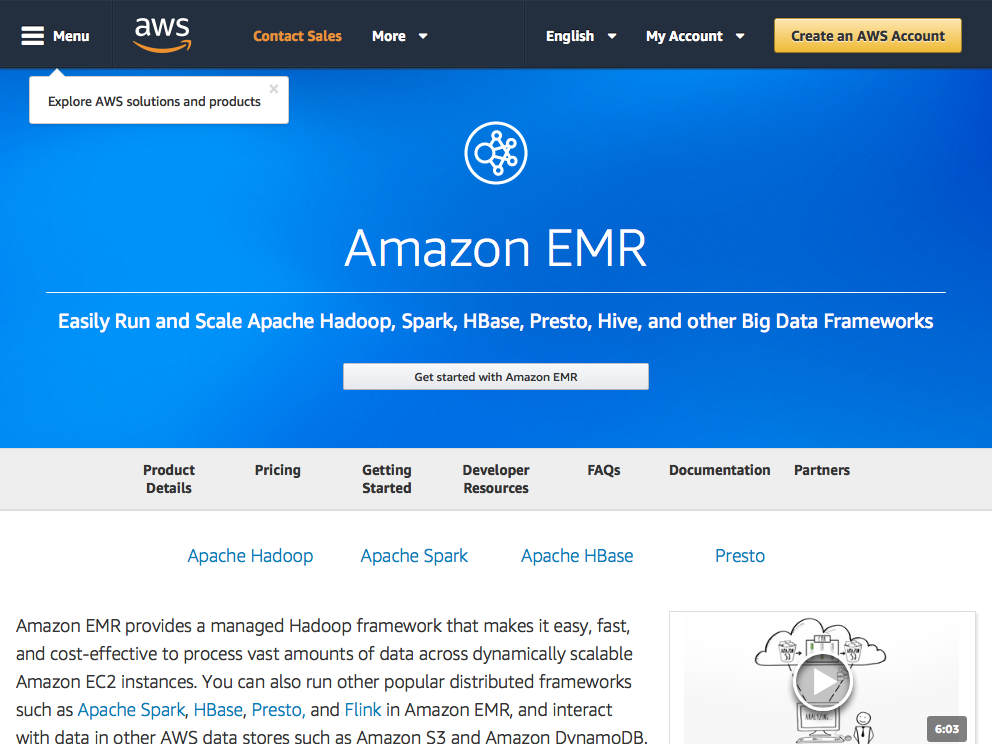 Menu
aws
Contact Sales
More
English
My Account
Create an AWS Account
Explore AWS solutions and products
×
Amazon EMR
Easily Run and Scale Apache Hadoop, Spark, HBase, Presto, Hive, and other Big Data Frameworks
Get started with Amazon EMR
Product
Details
Pricing
Getting
Started
Developer
Resources
FAQs
Documentation
Partners
Apache Hadoop
Apache Spark
Apache HBase
Presto
Amazon EMR provides a managed Hadoop framework that makes it easy, fast,
and cost-effective to process vast amounts of data across dynamically scalable
Amazon EC2 instances. You can also run other popular distributed frameworks
such as Apache Spark, HBase, Presto, and Flink in Amazon EMR, and interact
with data in other AWS data stores such as Amazon S3 and Amazon DynamoDB.
ANALYZING
6:03